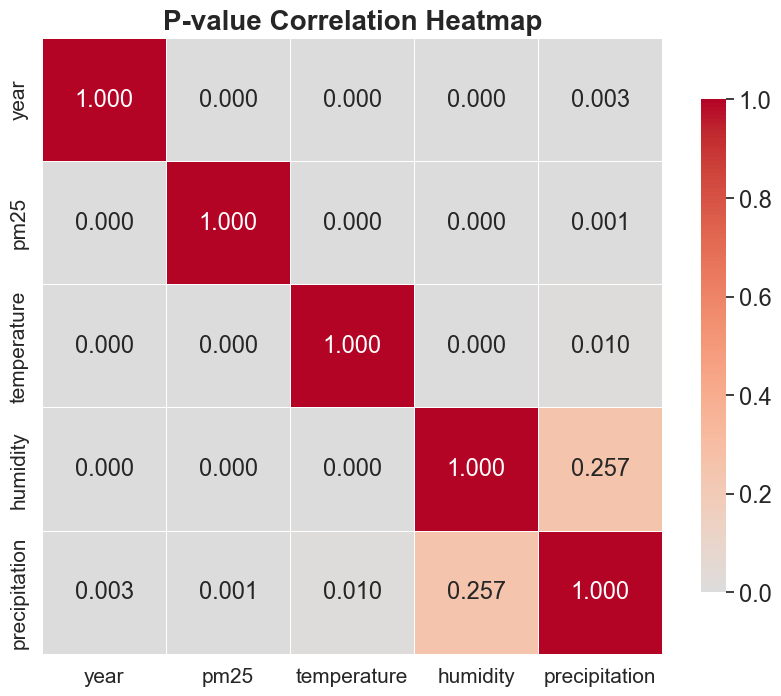 P-value Correlation Heatmap
year 1.000 0.000 0.000 0.000 0.003
pm25 0.000 1.000 0.000 0.000 0.001
temperature 0.000 0.000 1.000 0.000 0.010
humidity 0.000 0.000 0.000 1.000 0.257
precipitation 0.003 0.001 0.010 0.257 1.000
year pm25 temperature humidity precipitation
1.0
0.8
0.6
0.4
0.2
0.0